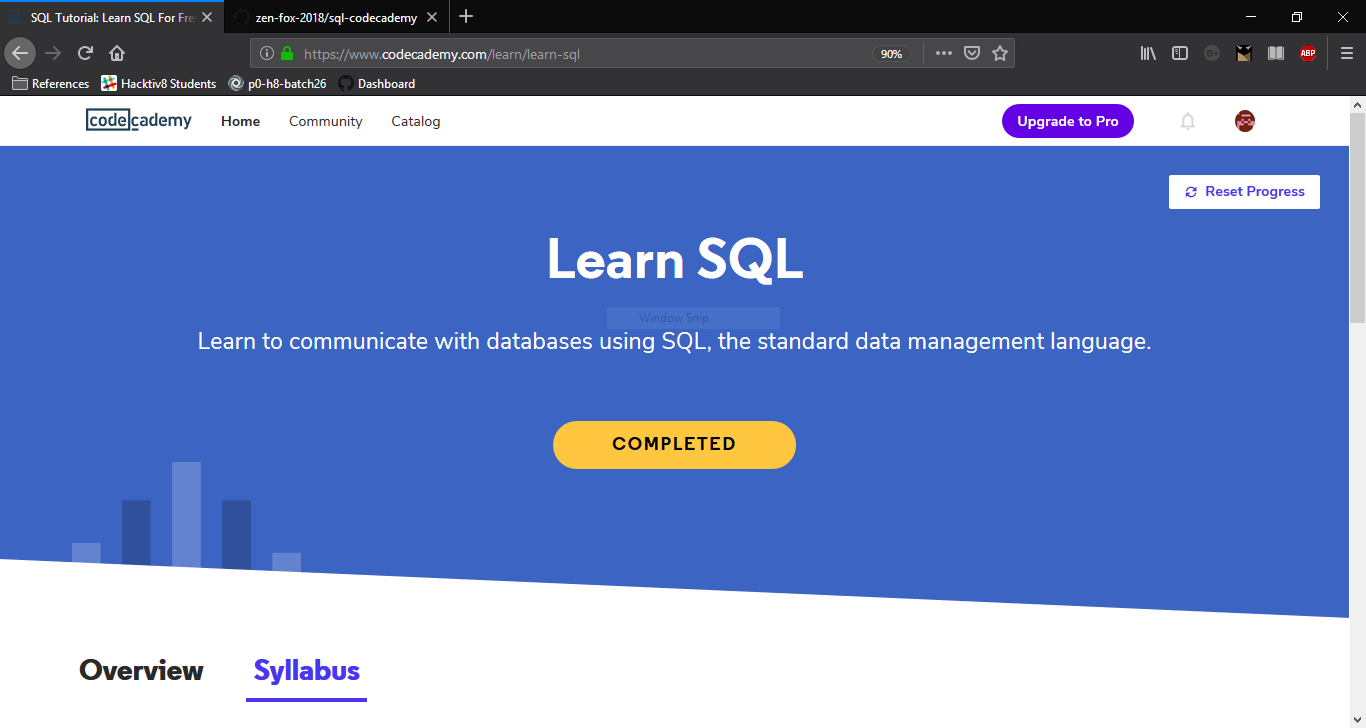 SQL Tutorial: Learn SQL For Fre
zen-fox-2018/sql-codecademy
https://www.codecademy.com/learn/learn-sql
90%
ABP
References
Hacktiv8 Students
p0-h8-batch26
Dashboard
codecademy
Home
Community
Catalog
Upgrade to Pro
Reset Progress
Learn SQL
Window Snip
Learn to communicate with databases using SQL, the standard data management language.
COMPLETED
Overview
Syllabus